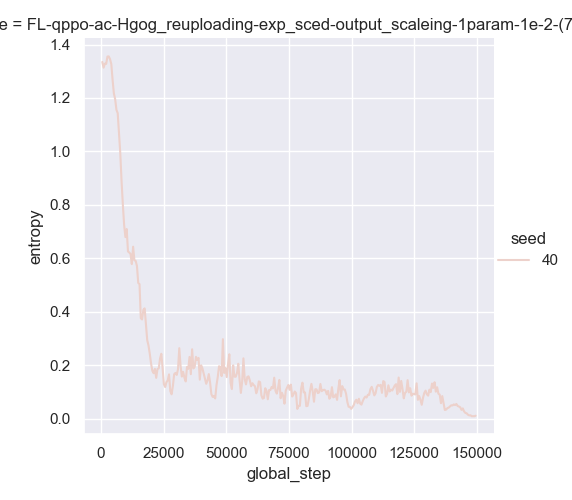 e = FL-qppo-ac-Hgog_reuploading-exp_sced-output_scaleing-1param-1e-2-(7
1.4
1.2
1.0
0.8
0.6
0.4
0.2
0.0
entropy
0 25000 50000 75000 100000 125000 150000
global_step
seed
40